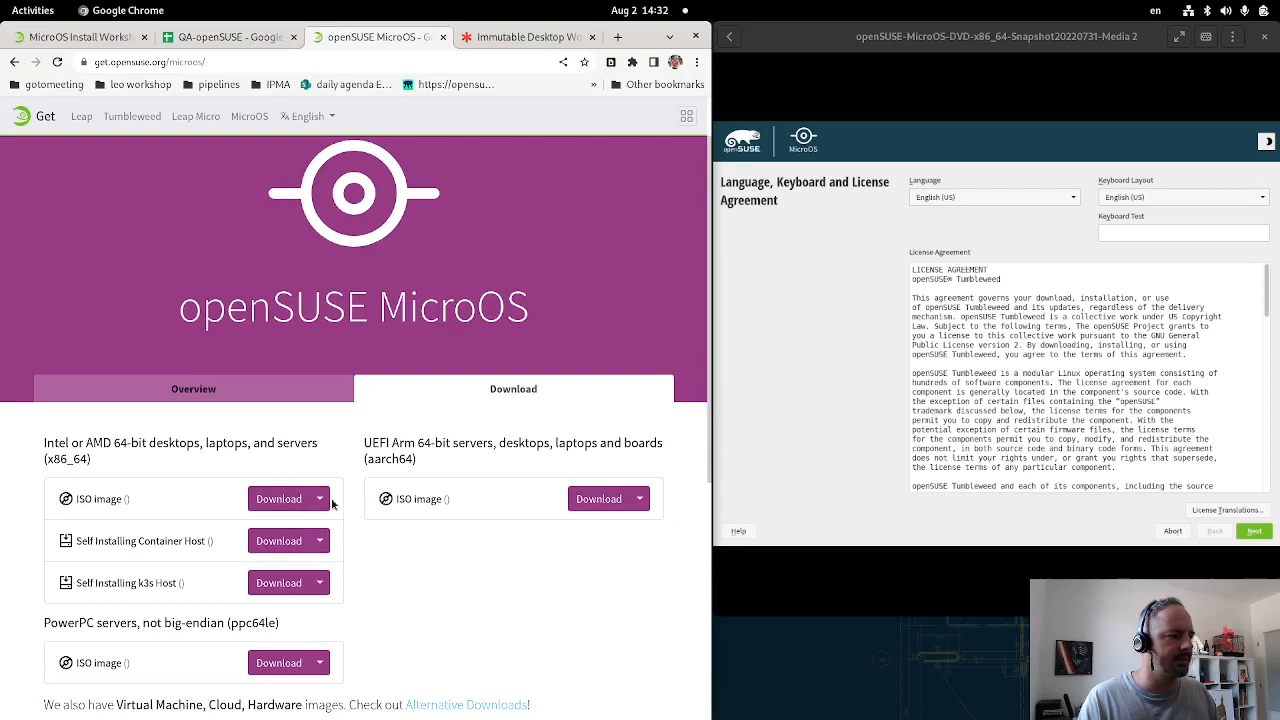 Activities
Google Chrome
Aug 2 14:32
en
MicroOS Install Worksh
QA-openSUSE - Google
openSUSE MicroOS - G
Immutable Desktop Wo
get.opensuse.org/microos/
gotomeeting
leo workshop
pipelines
IPMA
daily agenda E...
https://opensu...
»
Other bookmarks
Get
Leap
Tumbleweed
Leap Micro
MicroOS
English
openSUSE MicroOS
Overview
Download
Intel or AMD 64-bit desktops, laptops, and servers
(x86_64)
ISO image ()
Download
Self Installing Container Host ()
Download
Self Installing k3s Host ()
Download
PowerPC servers, not big-endian (ppc64le)
ISO image ()
Download
UEFI Arm 64-bit servers, desktops, laptops and boards
(aarch64)
ISO image ()
Download
We also have Virtual Machine, Cloud, Hardware images. Check out Alternative Downloads!
openSUSE-MicroOS-DVD-x86_64-Snapshot20220731-Media 2
openSUSE
MicroOS
Language, Keyboard and License
Agreement
Language
English (US)
Keyboard Layout
English (US)
Keyboard Test
License Agreement
LICENSE AGREEMENT
openSUSE® Tumbleweed
This agreement governs your download, installation, or use
of openSUSE Tumbleweed and its updates, regardless of the delivery
mechanism. openSUSE Tumbleweed is a collective work under US Copyright
Law. Subject to the following terms, The openSUSE Project grants to
you a license to this collective work pursuant to the GNU General
Public License version 2. By downloading, installing, or using
openSUSE Tumbleweed, you agree to the terms of this agreement.
openSUSE Tumbleweed is a modular Linux operating system consisting of
hundreds of software components. The license agreement for each
component is generally located in the component's source code. With
the exception of certain files containing the "openSUSE"
trademark discussed below, the license terms for the components
permit you to copy and redistribute the component. With the
potential exception of certain firmware files, the license terms
for the components permit you to copy, modify, and redistribute the
component, in both source code and binary code forms. This agreement
does not limit your rights under, or grant you rights that supersede,
the license terms of any particular component.
openSUSE Tumbleweed and each of its components, including the source
License Translations...
Help
Abort
Back
Next